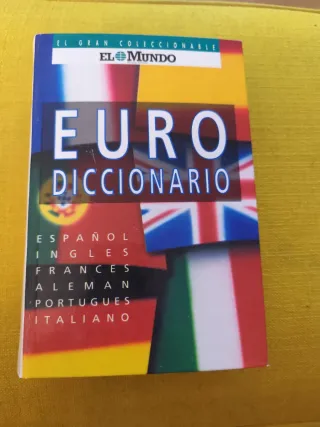 EL GRAN COLECCIONABLE
EL MUNDO
EURO
DICCIONARIO
ESPAÑOL
INGLES
FRANCES
ALEMAN
PORTUGUES
ITALIANO